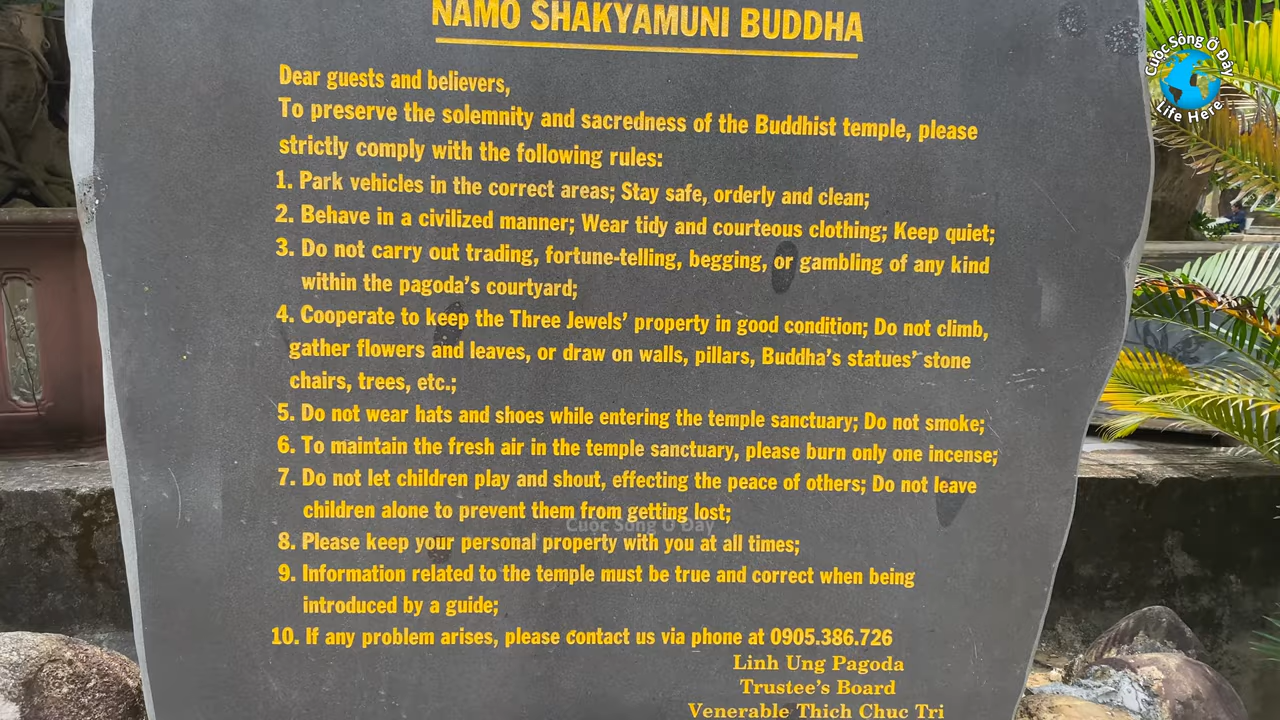 NAMO SHAKYAMUNI BUDDHA
Dear guests and believers,
To preserve the solemnity and sacredness of the Buddhist temple, please
strictly comply with the following rules:
1. Park vehicles in the correct areas; Stay safe, orderly and clean;
2. Behave in a civilized manner; Wear tidy and courteous clothing; Keep quiet;
3. Do not carry out trading, fortune-telling, begging, or gambling of any kind
within the pagoda's courtyard;
4. Cooperate to keep the Three Jewels' property in good condition; Do not climb,
gather flowers and leaves, or draw on walls, pillars, Buddha's statues' stone
chairs, trees, etc.;
5. Do not wear hats and shoes while entering the temple sanctuary; Do not smoke;
6. To maintain the fresh air in the temple sanctuary, please burn only one incense;
7. Do not let children play and shout, effecting the peace of others; Do not leave
children alone to prevent them from getting lost;
8. Please keep your personal property with you at all times;
9. Information related to the temple must be true and correct when being
introduced by a guide;
10. If any problem arises, please contact us via phone at 0905.386.726
Linh Ung Pagoda
Trustee's Board
Venerable Thich Chuc Tri
Cuộc Sống Ở Đây
Life Here
Cuộc Sống Ở Đây